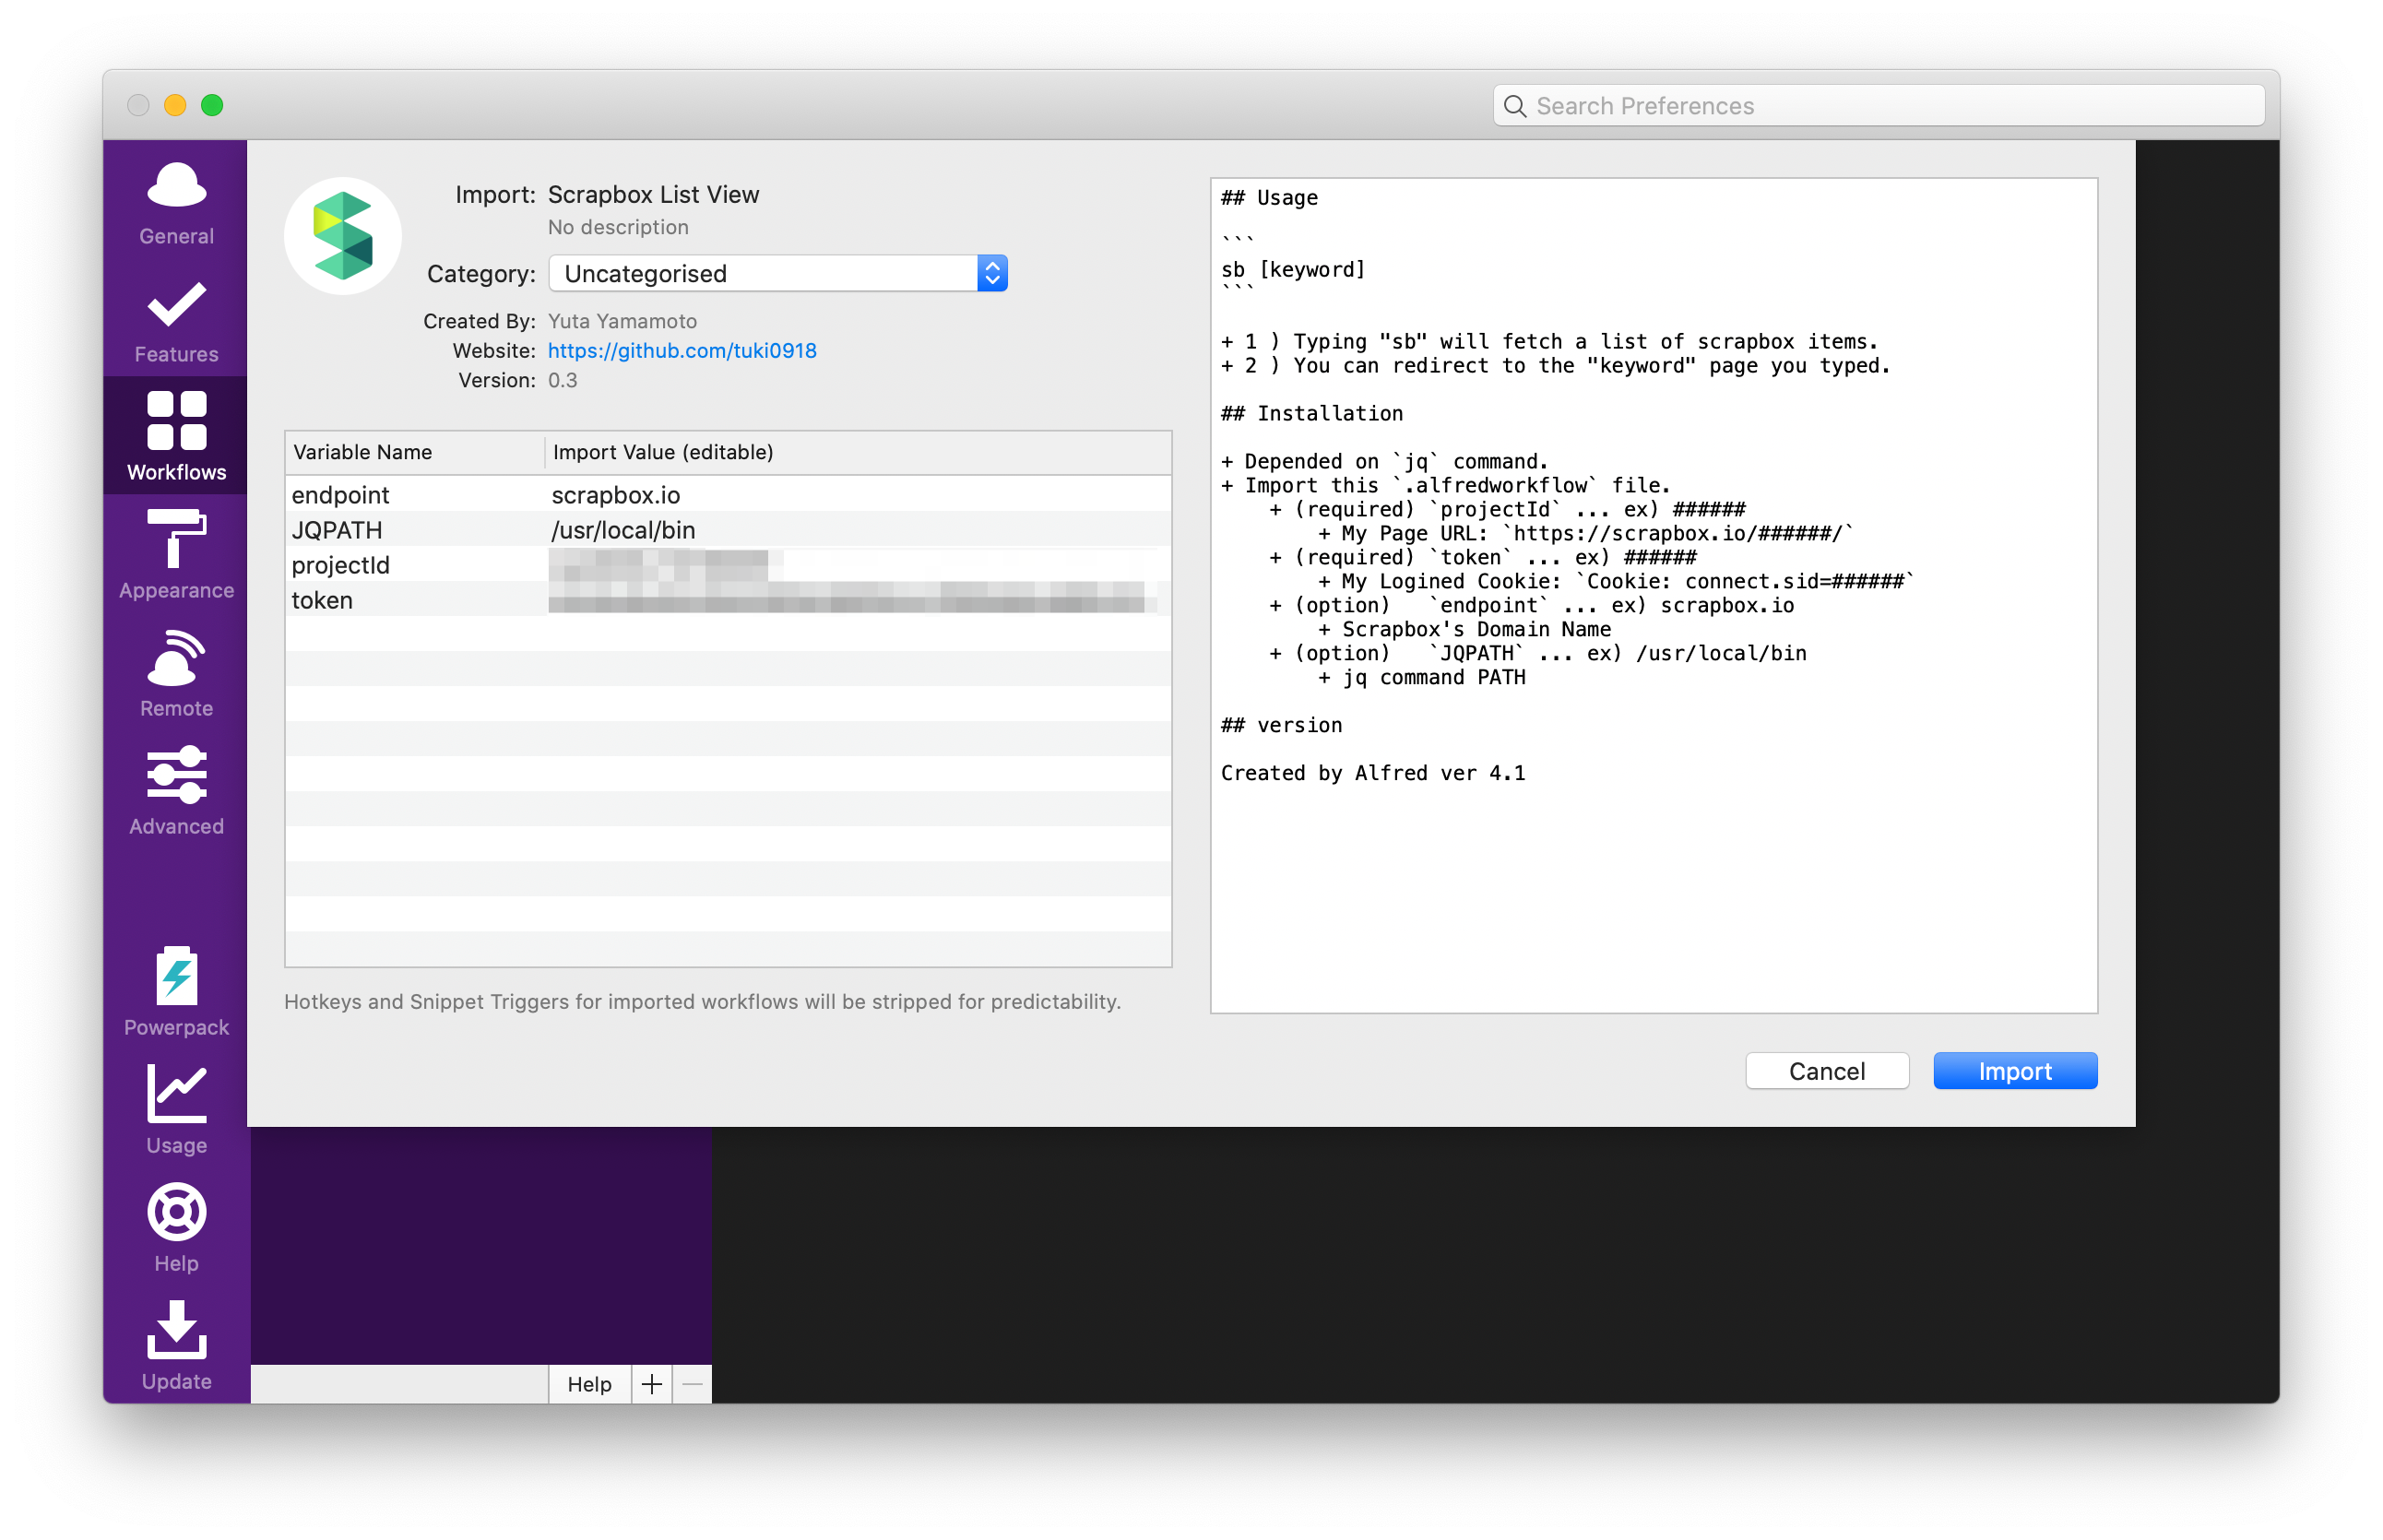 Search Preferences
General
Features
Workflows
Appearance
Remote
Advanced
Powerpack
Usage
Help
Update
Import: Scrapbox List View
No description
Category: Uncategorised
Created By: Yuta Yamamoto
Website: https://github.com/tuki0918
Version: 0.3
Variable Name Import Value (editable)
endpoint scrapbox.io
JQPATH /usr/local/bin
projectId
token
Hotkeys and Snippet Triggers for imported workflows will be stripped for predictability.
## Usage
```
sb [keyword]
```
+ 1 ) Typing "sb" will fetch a list of scrapbox items.
+ 2 ) You can redirect to the "keyword" page you typed.
## Installation
+ Depended on `jq` command.
+ Import this `.alfredworkflow` file.
+ (required) `projectId` ... ex) ######
+ My Page URL: `https://scrapbox.io/######/`
+ (required) `token` ... ex) ######
+ My Logined Cookie: `Cookie: connect.sid=######`
+ (option)   `endpoint` ... ex) scrapbox.io
+ Scrapbox's Domain Name
+ (option)   `JQPATH` ... ex) /usr/local/bin
+ jq command PATH
## version
Created by Alfred ver 4.1
Cancel Import
Help + —